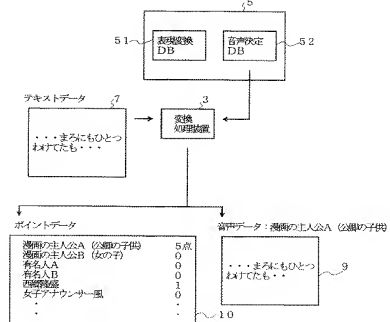 5
51
表現変換
DB
音声決定
DB
52
テキストデータ
7
・・・まろにもひとつ
わけてたも・・・
3
変換
処理装置
ポイントデータ
漫画の主人公A（公卿の子供） 5点
漫画の主人公B（女の子） 0
有名人A 0
有名人B 0
西郷隆盛 1
女子アナウンサー風 0
・ ・
・ ・
10
音声データ：漫画の主人公A（公卿の子供）
・・・まろにもひとつ
わけてたも・・
9